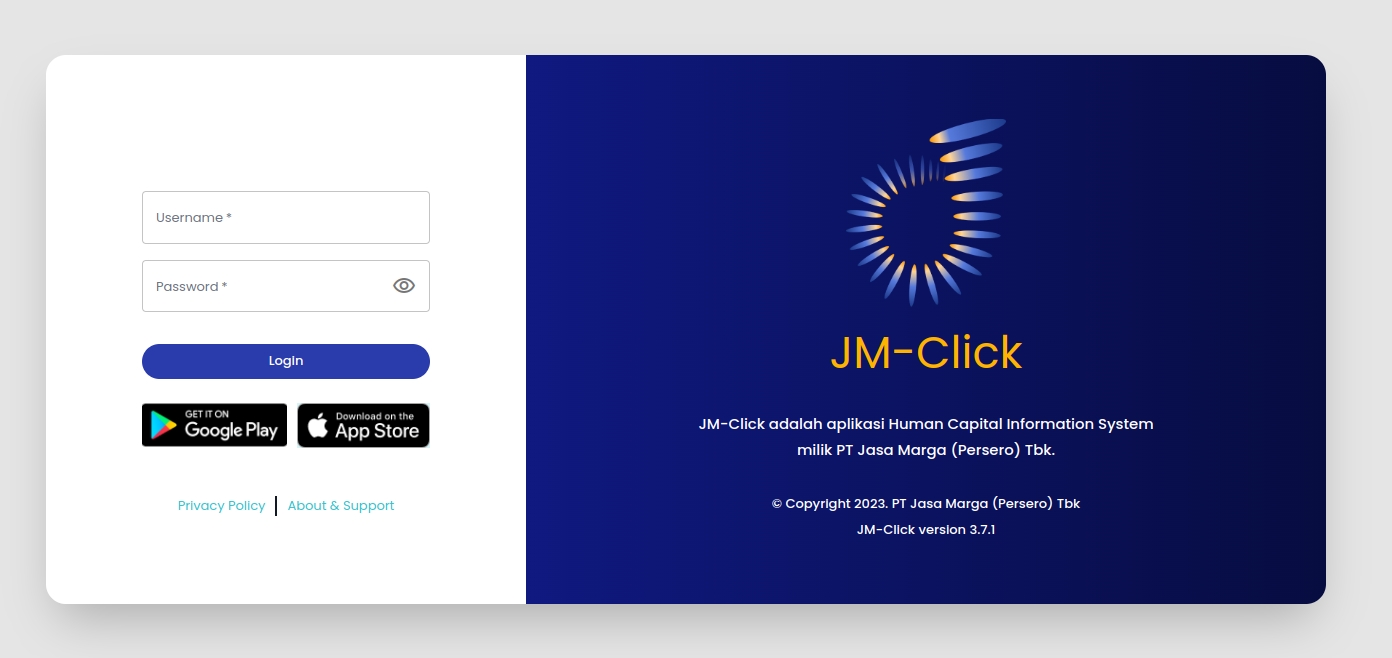 Username *
Password *
Login
GET IT ON
Google Play
Download on the
App Store
Privacy Policy
About & Support
JM-Click
JM-Click adalah aplikasi Human Capital Information System
milik PT Jasa Marga (Persero) Tbk.
© Copyright 2023. PT Jasa Marga (Persero) Tbk
JM-Click version 3.7.1